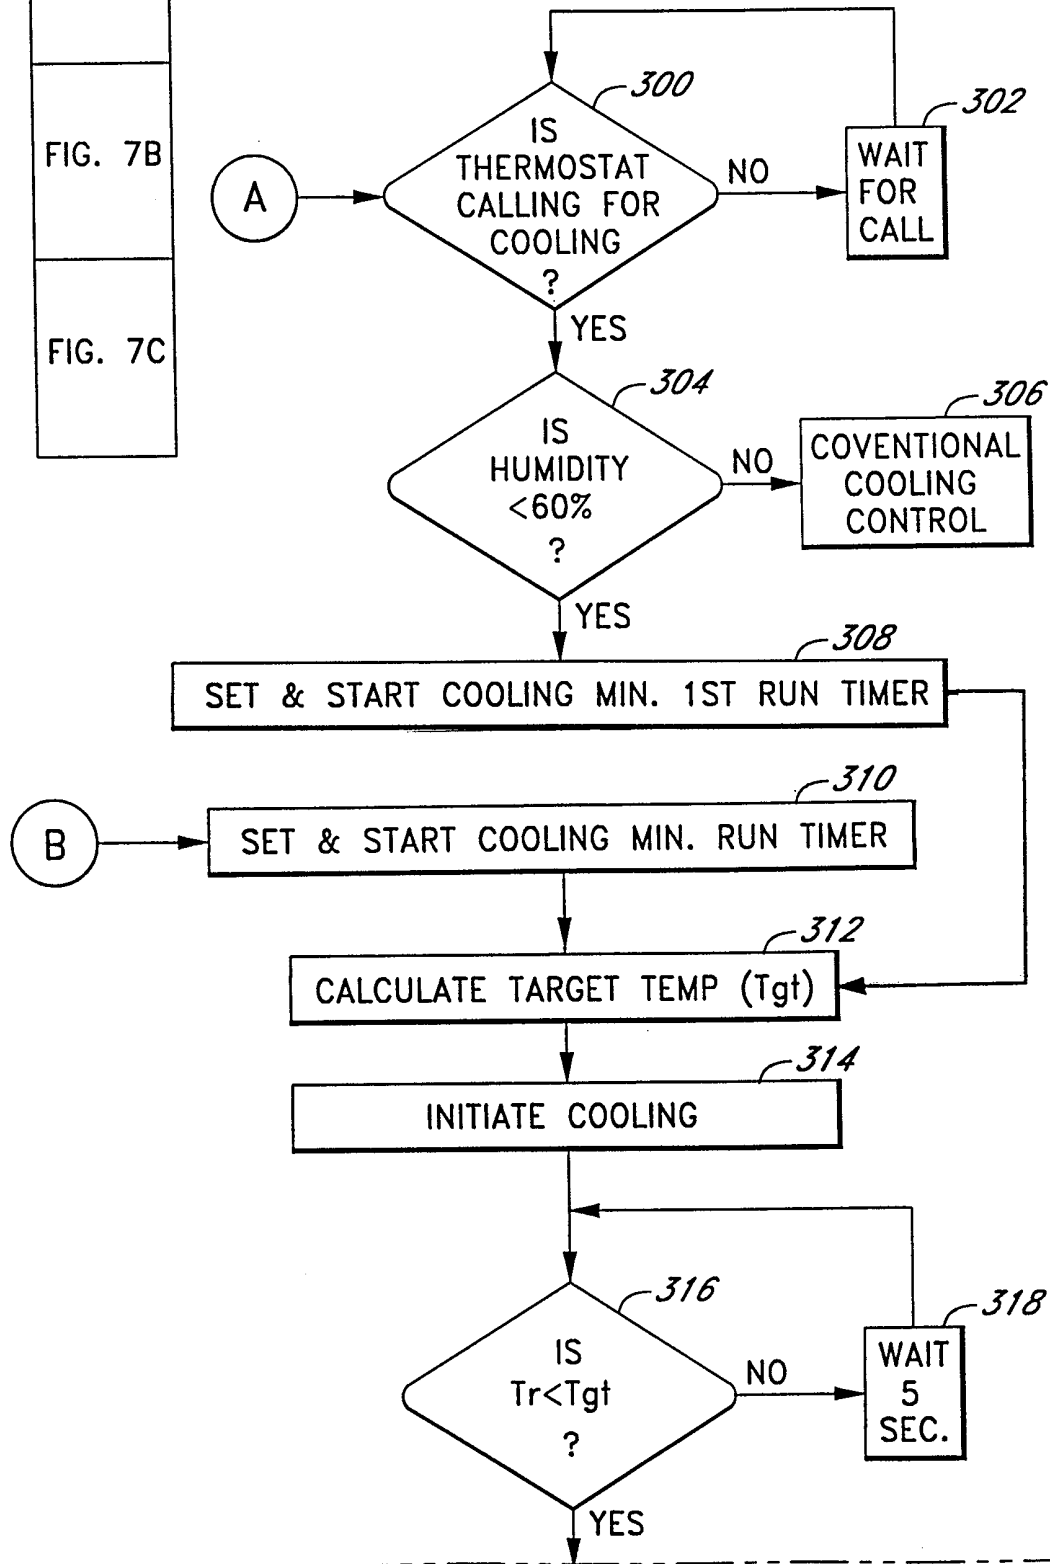 300
302
IS
THERMOSTAT
CALLING FOR
COOLING
?
NO
WAIT
FOR
CALL
FIG. 7B
A
YES
FIG. 7C
304
306
IS
HUMIDITY
<60%
?
NO
COVENTIONAL
COOLING
CONTROL
YES
308
SET & START COOLING MIN. 1ST RUN TIMER
310
B
SET & START COOLING MIN. RUN TIMER
312
CALCULATE TARGET TEMP (Tgt)
314
INITIATE COOLING
316
318
IS
Tr<Tgt
?
NO
WAIT
5
SEC.
YES